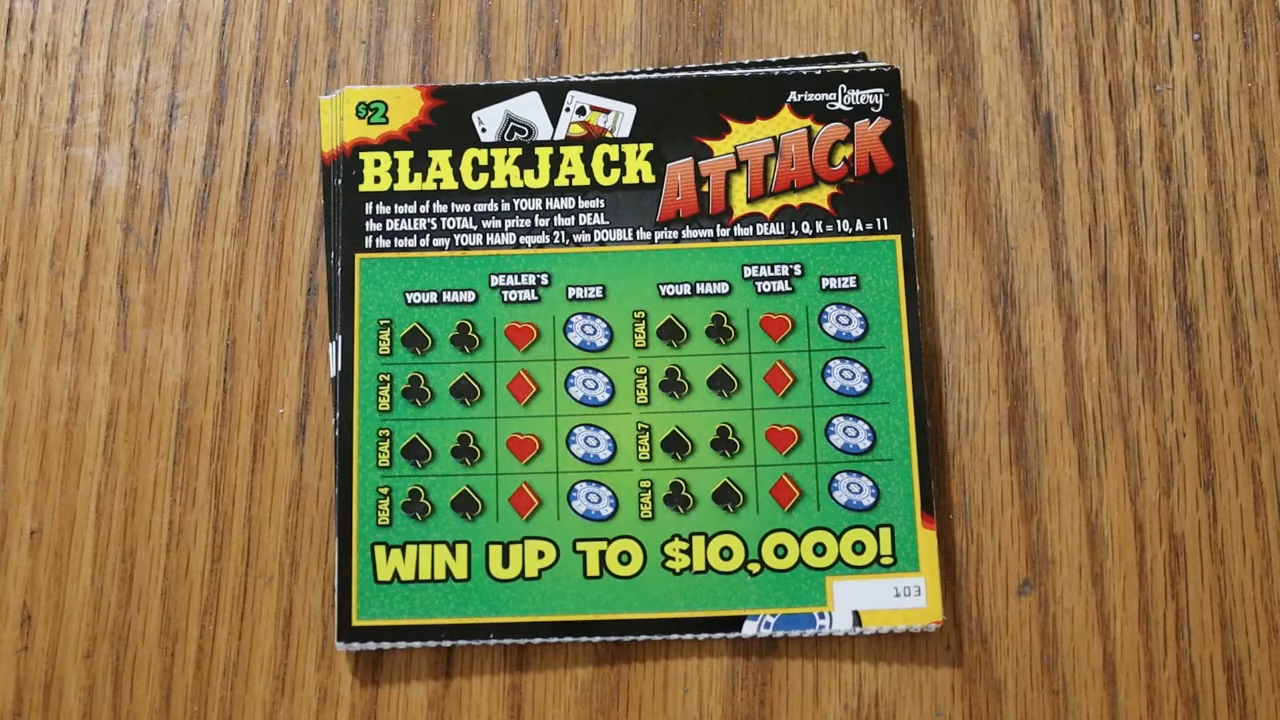 $2
Arizona Lottery™
A
J
BLACKJACK ATTACK
If the total of the two cards in YOUR HAND beats
the DEALER'S TOTAL, win prize for that DEAL.
If the total of any YOUR HAND equals 21, win DOUBLE the prize shown for that DEAL! J, Q, K = 10, A = 11
YOUR HAND DEALER'S TOTAL PRIZE
YOUR HAND DEALER'S TOTAL PRIZE
DEAL 1
DEAL 2
DEAL 3
DEAL 4
DEAL 5
DEAL 6
DEAL 7
DEAL 8
WIN UP TO $10,000!
103